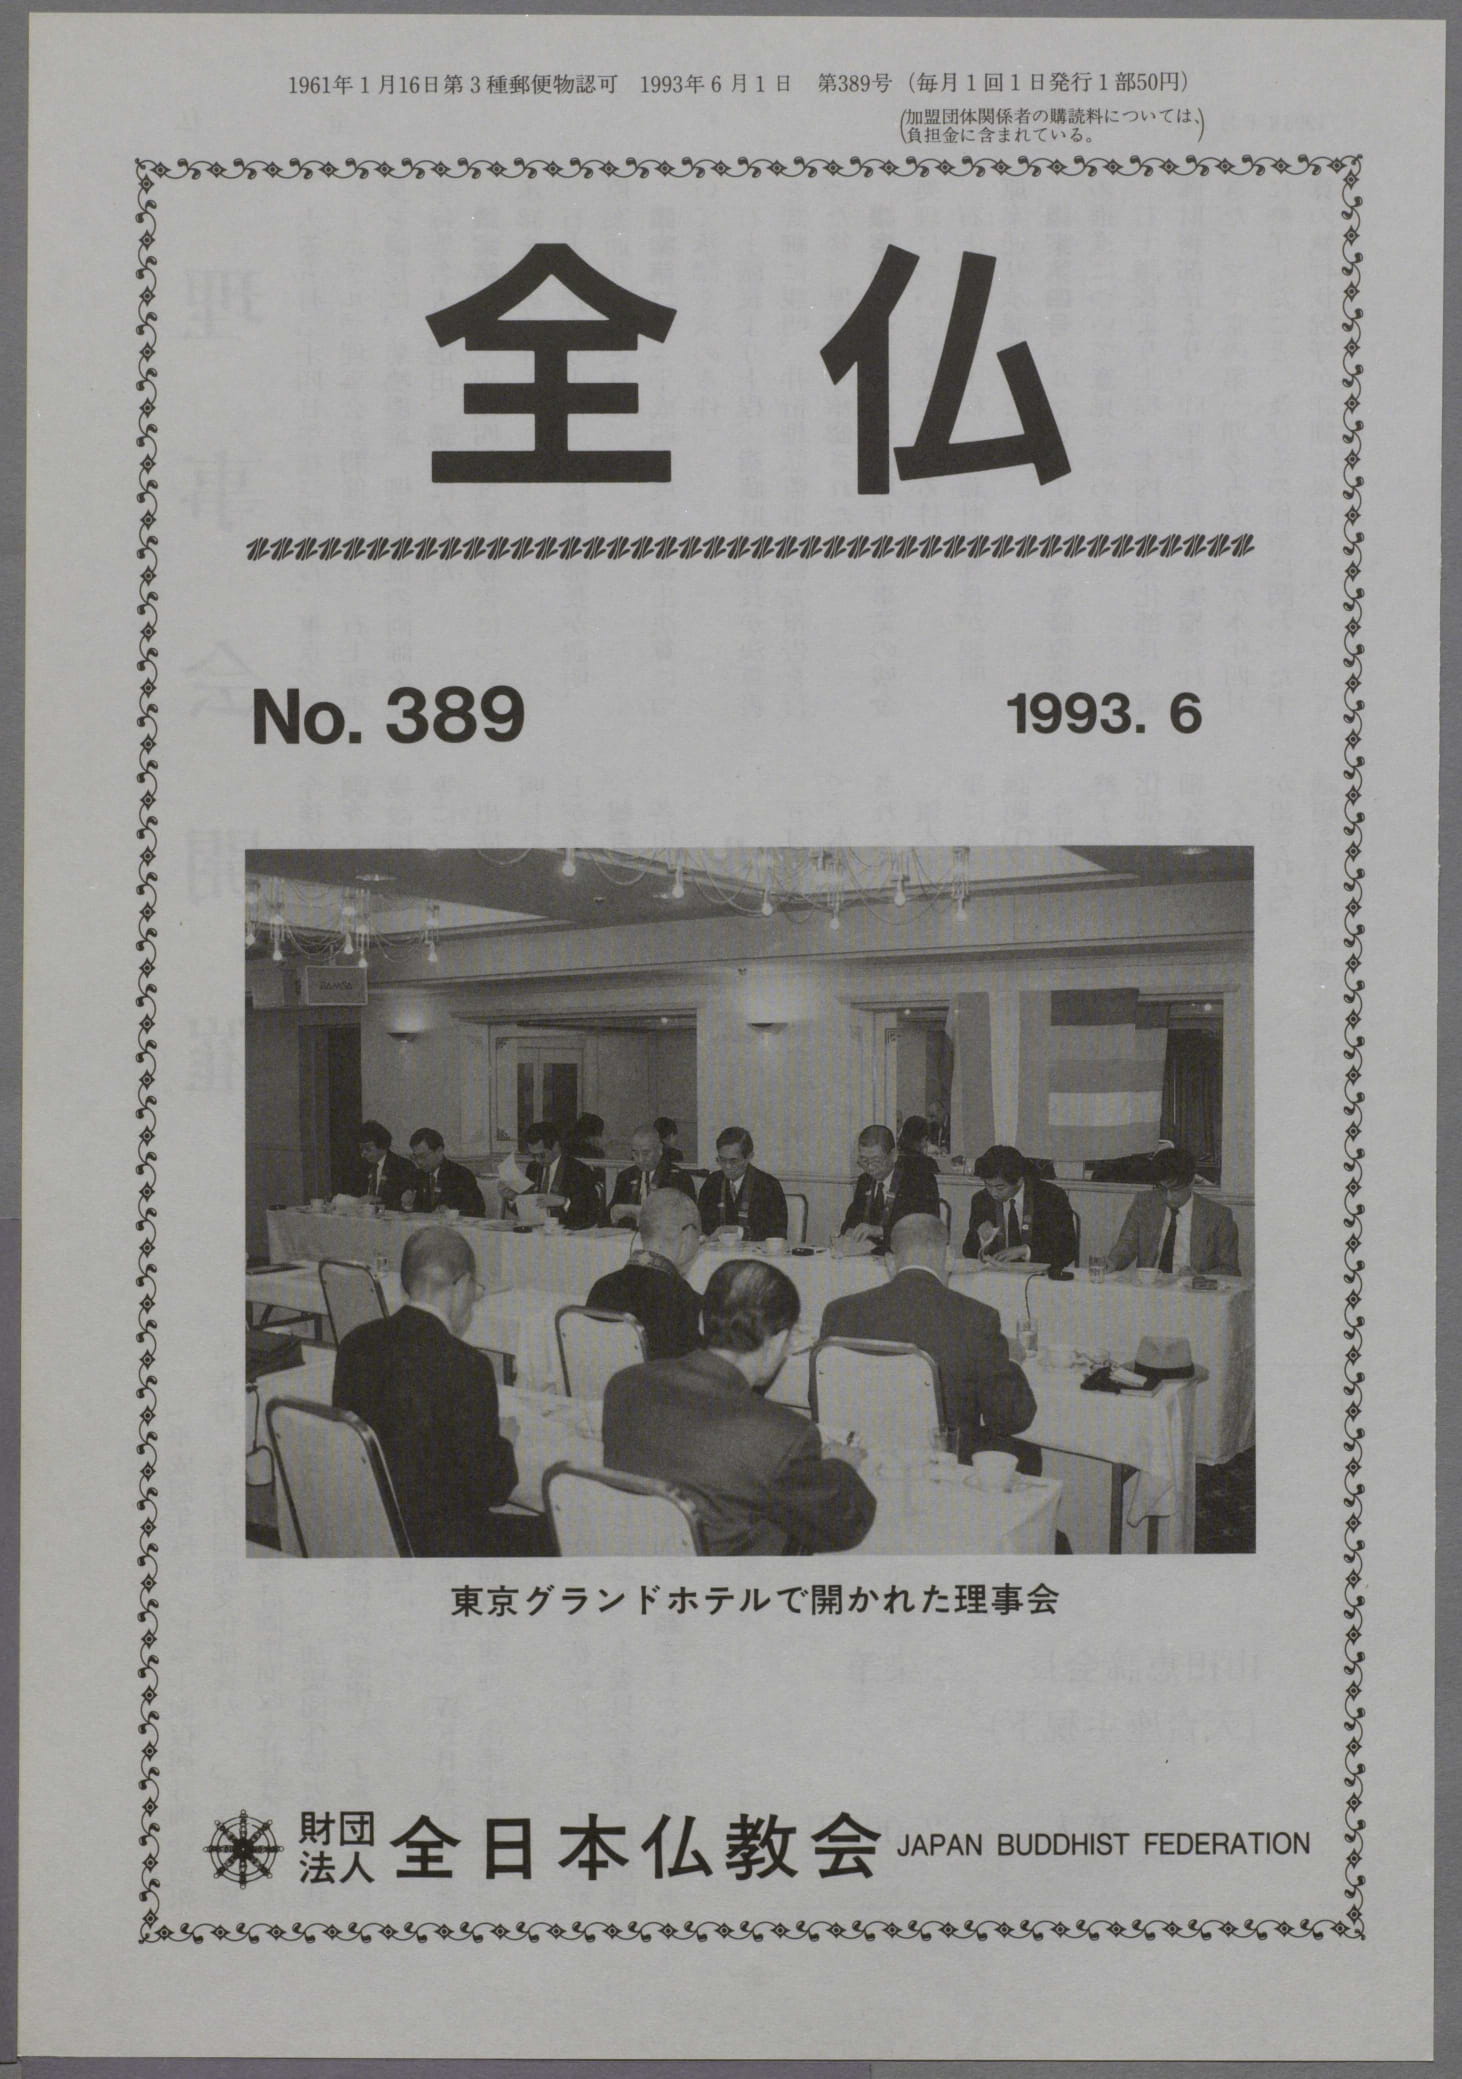 1961年1月16日第3種郵便物認可　1993年6月1日　第389号（毎月1回1日発行1部50円）
（加盟団体関係者の購読料については、
負担金に含まれている。）
全仏
No. 389
1993. 6
RAMSA
東京グランドホテルで開かれた理事会
財団
法人
全日本仏教会 JAPAN BUDDHIST FEDERATION